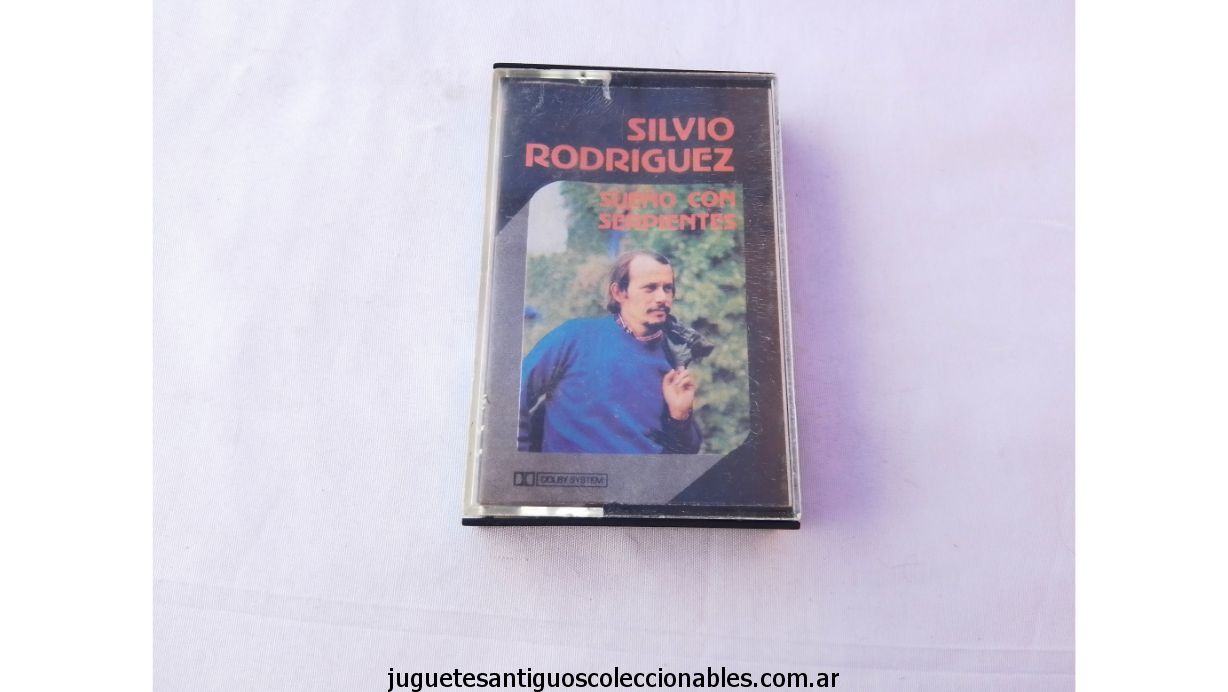 SILVIO
RODRIGUEZ
SUEÑO CON
SERPIENTES
DOLBY SYSTEM
juguetesantiguoscoleccionables.com.ar